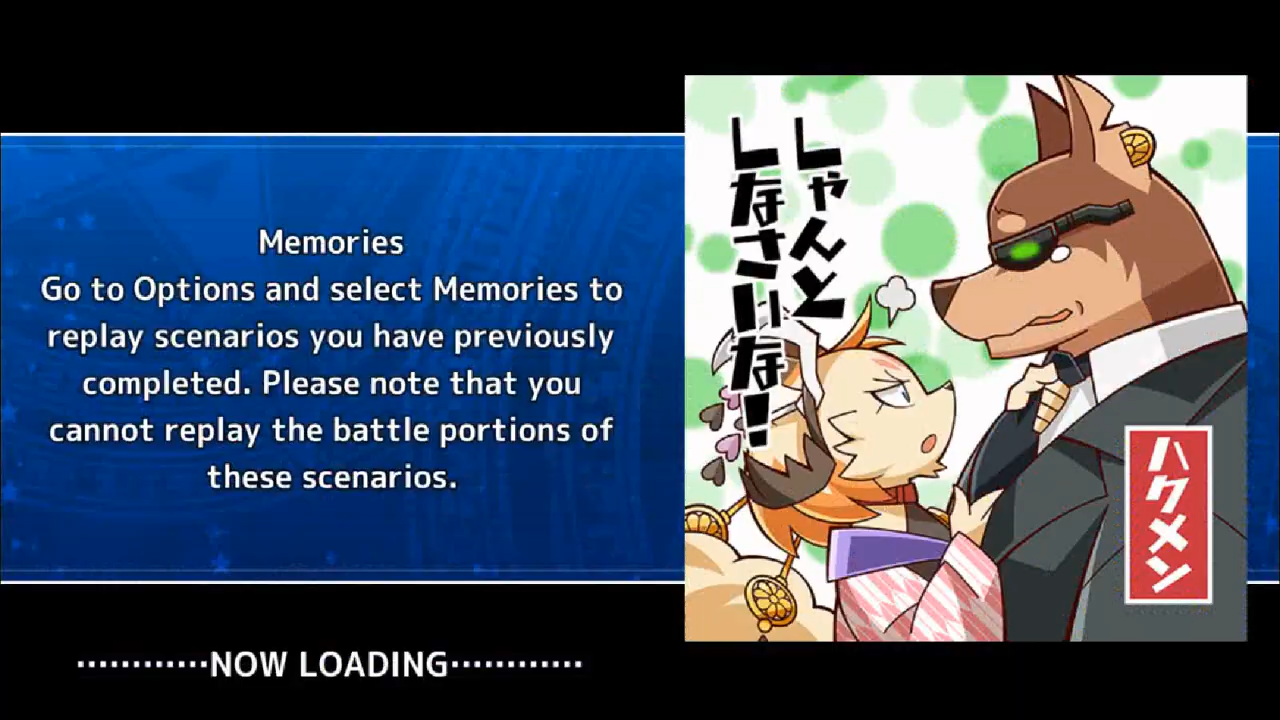 Memories
Go to Options and select Memories to
replay scenarios you have previously
completed. Please note that you
cannot replay the battle portions of
these scenarios.
············NOW LOADING············
しゃんと
しなさいな!
ハクメン